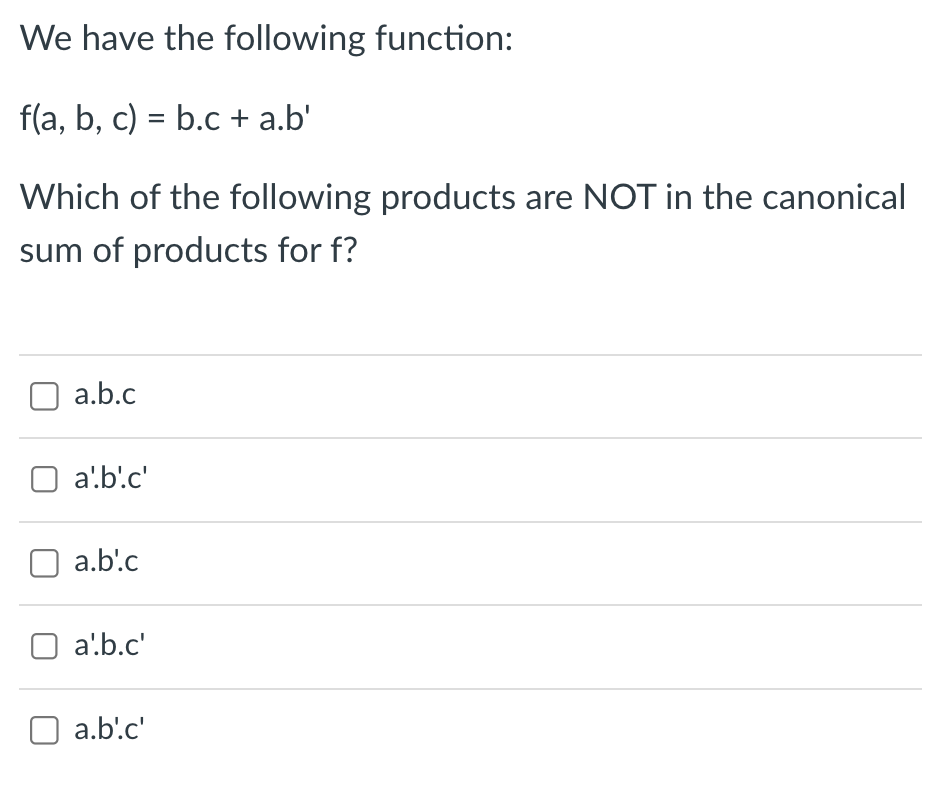 We have the following function:
f(a, b, c) = b.c + a.b'
Which of the following products are NOT in the canonical
sum of products for f?
a.b.c
a'.b'.c'
a.b'.c
a'.b.c'
a.b'.c'